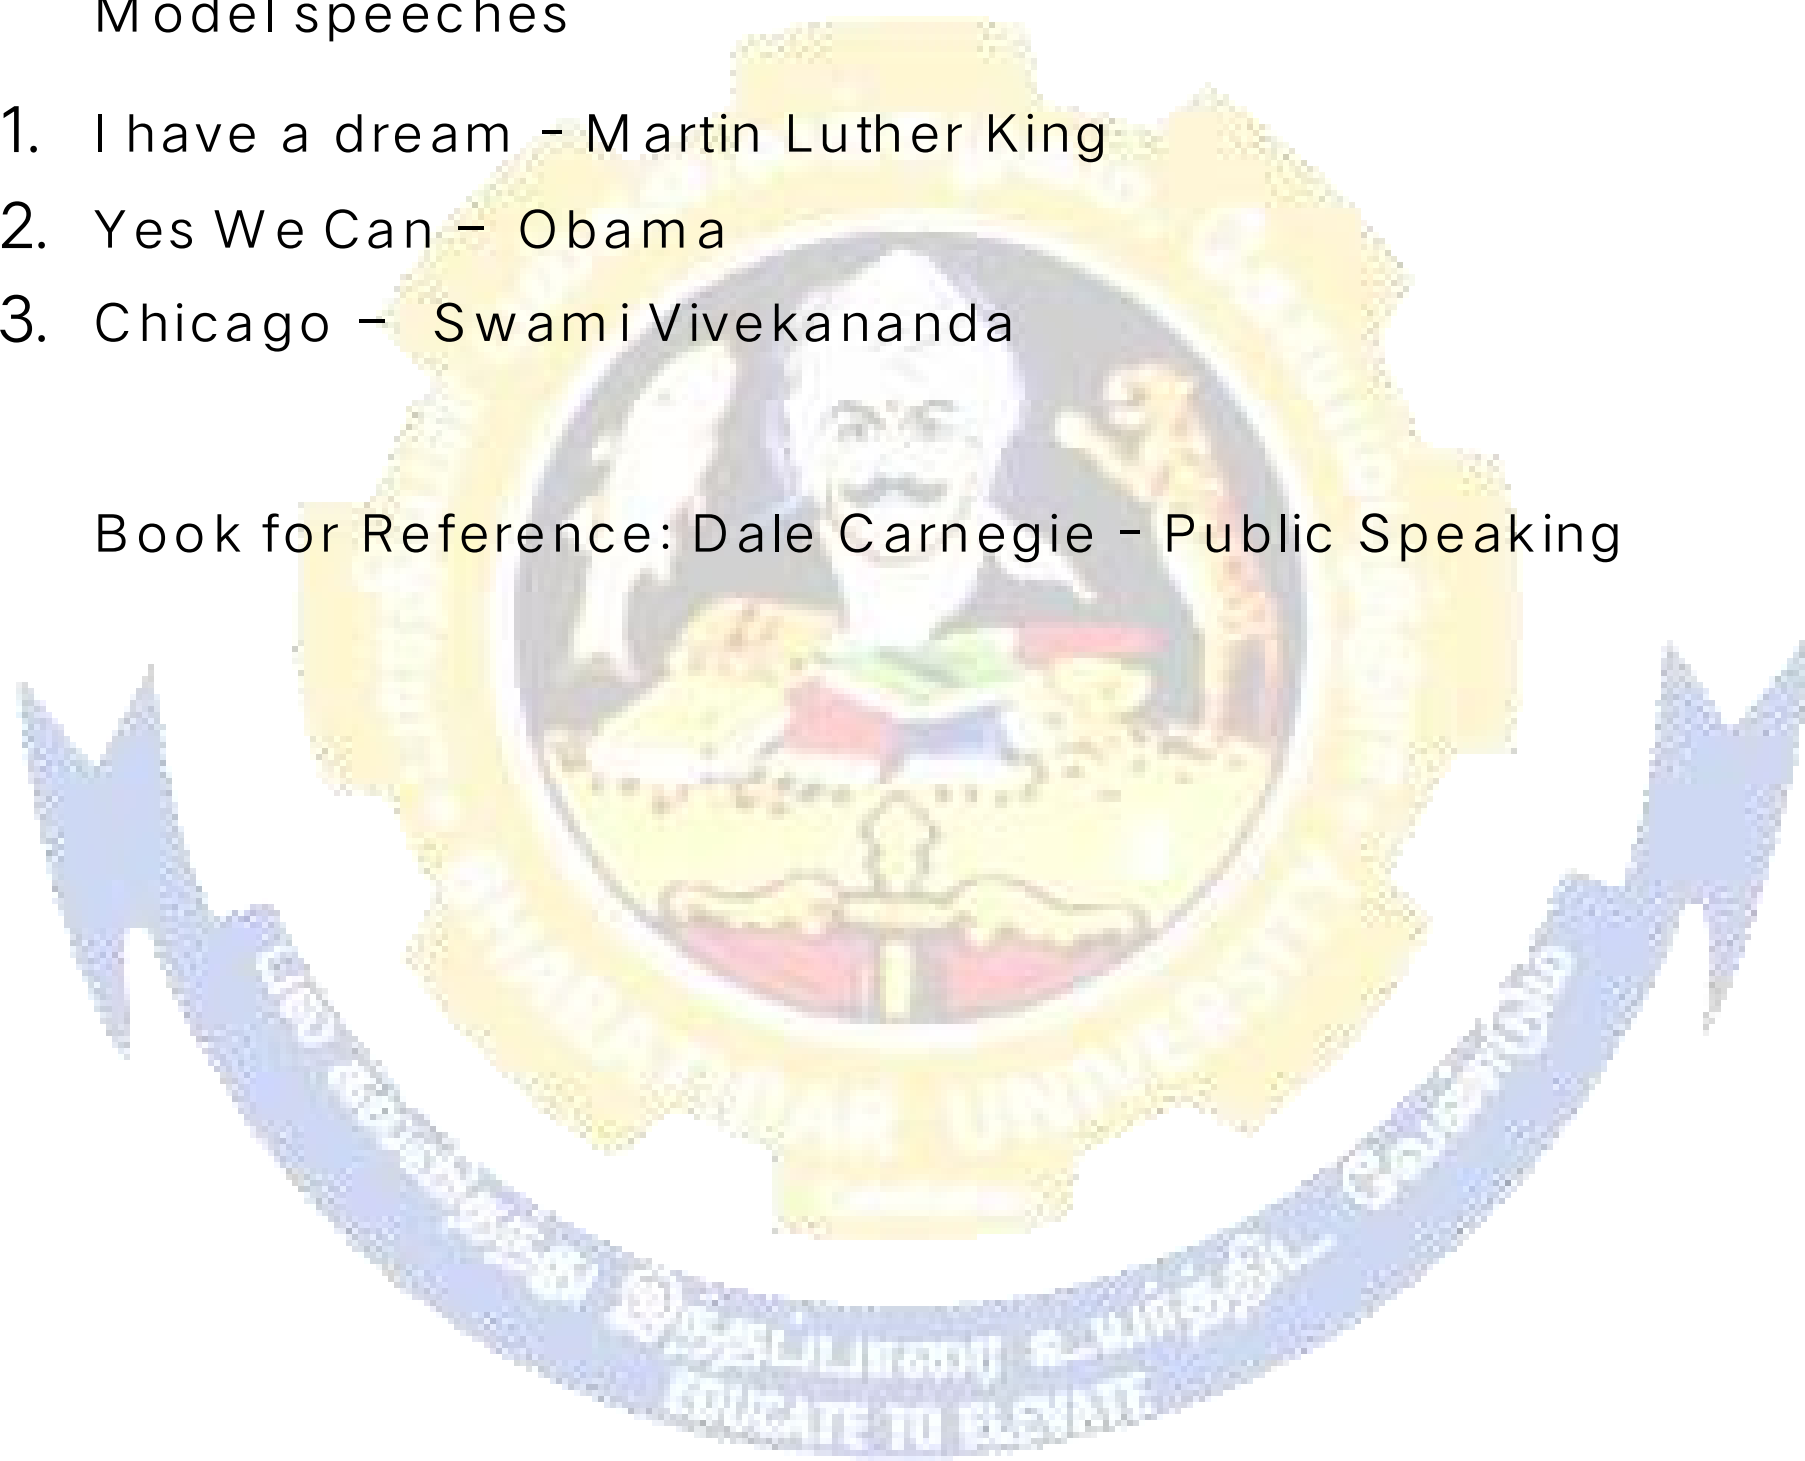 Model speeches
1. I have a dream – Martin Luther King
2. Yes We Can – Obama
3. Chicago – Swami Vivekananda
Book for Reference: Dale Carnegie – Public Speaking
UNIVERSITY
EDUCATE TO ELEVATE